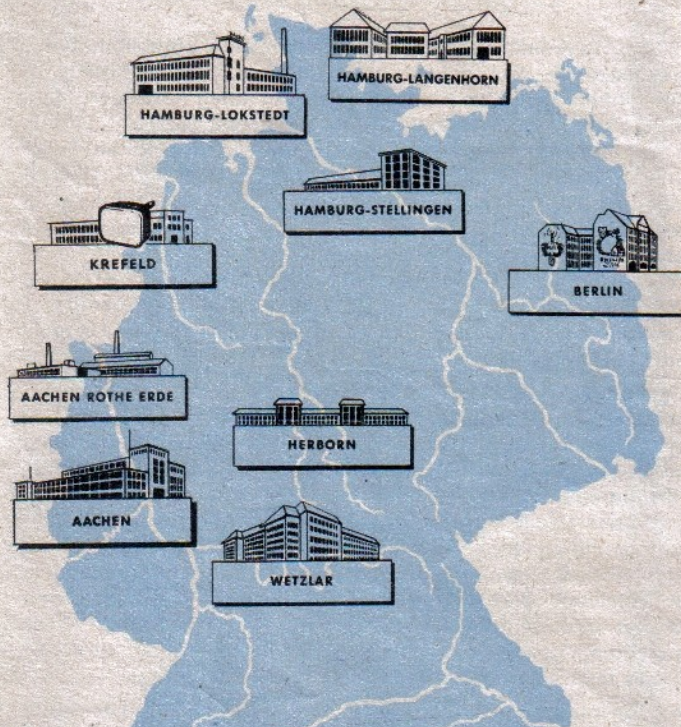 HAMBURG-LANGENHORN
HAMBURG-LOKSTEDT
HAMBURG-STELLINGEN
KREFELD
BERLIN
AACHEN ROTHE ERDE
HERBORN
AACHEN
WETZLAR